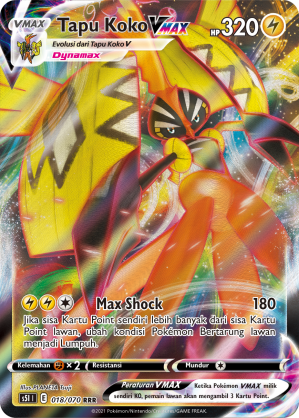 VMAX Tapu Koko VMAX HP 320
Evolusi dari Tapu Koko V
Dynamax
Max Shock 180
Jika sisa Kartu Point sendiri lebih banyak dari sisa Kartu
Point lawan, ubah kondisi Pokémon Bertarung lawan
menjadi Lumpuh.
Kelemahan ×2 Resistansi Mundur
Illus. PLANETA Tsuji
s5I I E 018/070 RRR
Peraturan VMAX Ketika Pokémon VMAX milik
sendiri KO, pemain lawan akan mengambil 3 Kartu Point.
©2021 Pokémon/Nintendo/Creatures/GAME FREAK.